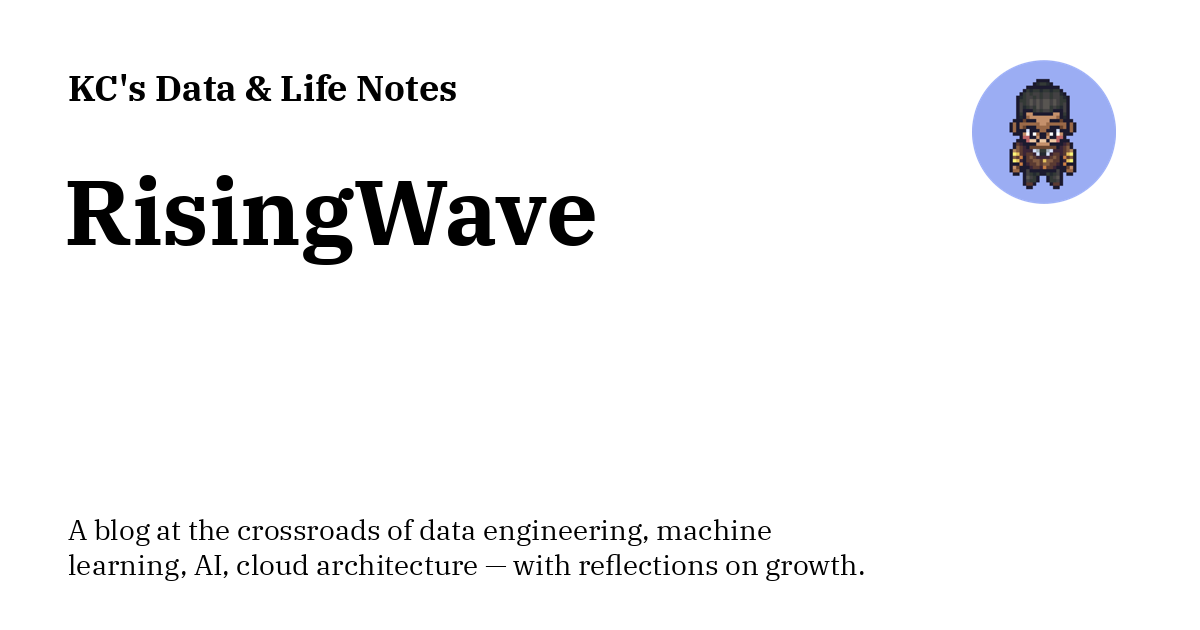 KC's Data & Life Notes
RisingWave
A blog at the crossroads of data engineering, machine
learning, AI, cloud architecture — with reflections on growth.